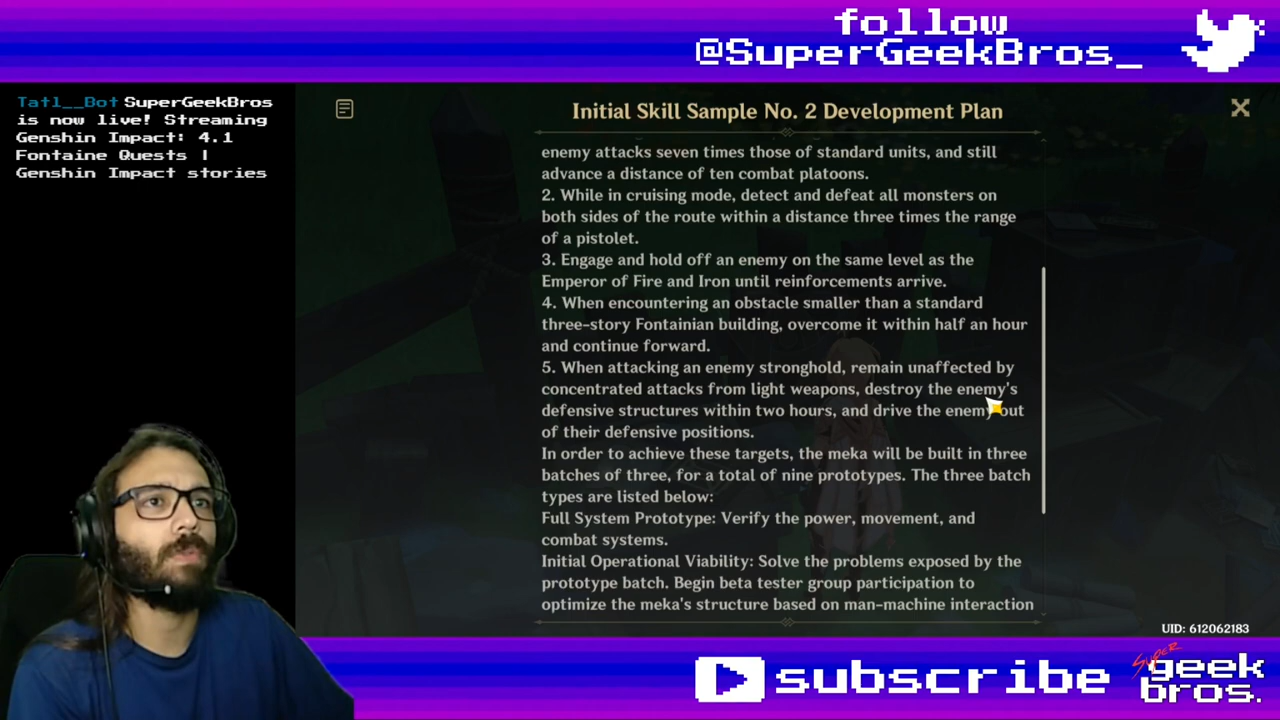 follow
@SuperGeekBros_
Tatl__Bot SuperGeekBros
is now live! Streaming
Genshin Impact: 4.1
Fontaine Quests |
Genshin Impact stories
Initial Skill Sample No. 2 Development Plan
enemy attacks seven times those of standard units, and still
advance a distance of ten combat platoons.
2. While in cruising mode, detect and defeat all monsters on
both sides of the route within a distance three times the range
of a pistolet.
3. Engage and hold off an enemy on the same level as the
Emperor of Fire and Iron until reinforcements arrive.
4. When encountering an obstacle smaller than a standard
three-story Fontainian building, overcome it within half an hour
and continue forward.
5. When attacking an enemy stronghold, remain unaffected by
concentrated attacks from light weapons, destroy the enemy's
defensive structures within two hours, and drive the enemy out
of their defensive positions.
In order to achieve these targets, the meka will be built in three
batches of three, for a total of nine prototypes. The three batch
types are listed below:
Full System Prototype: Verify the power, movement, and
combat systems.
Initial Operational Viability: Solve the problems exposed by the
prototype batch. Begin beta tester group participation to
optimize the meka's structure based on man-machine interaction
UID: 612062183
subscribe
Super
geek
bros.